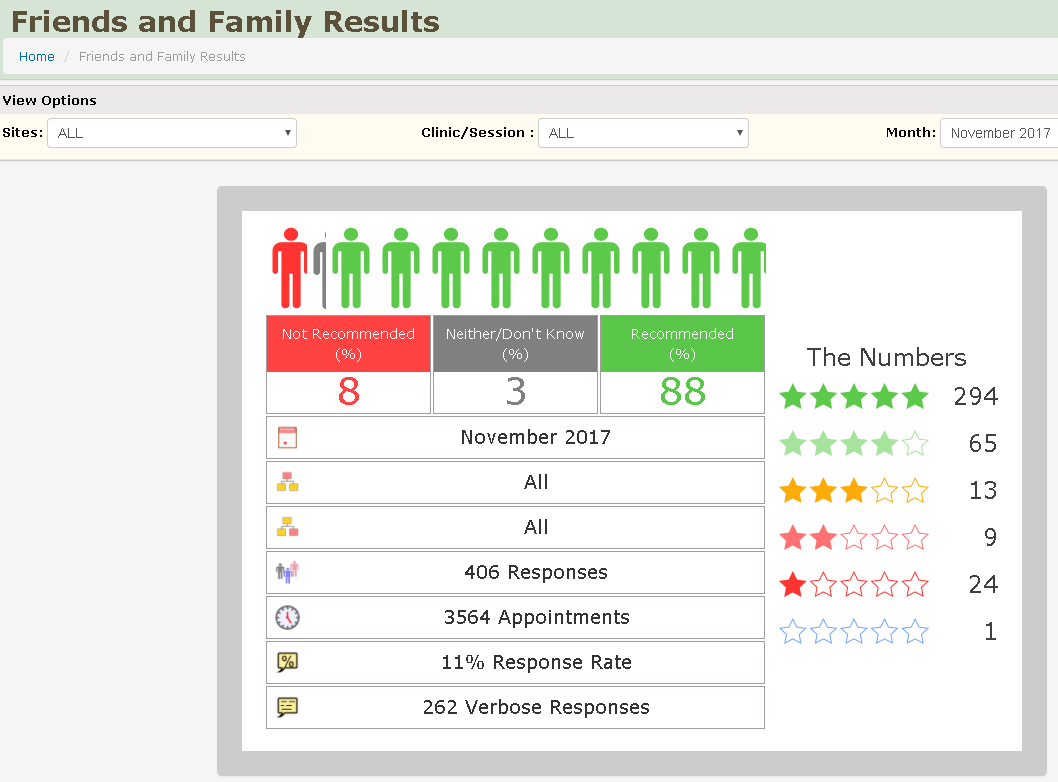 Friends and Family Results
Home / Friends and Family Results
View Options
Sites: ALL Clinic/Session : ALL Month: November 2017
Not Recommended (%)
8
Neither/Don't Know (%)
3
Recommended (%)
88
November 2017
All
All
406 Responses
3564 Appointments
11% Response Rate
262 Verbose Responses
The Numbers
294
65
13
9
24
1